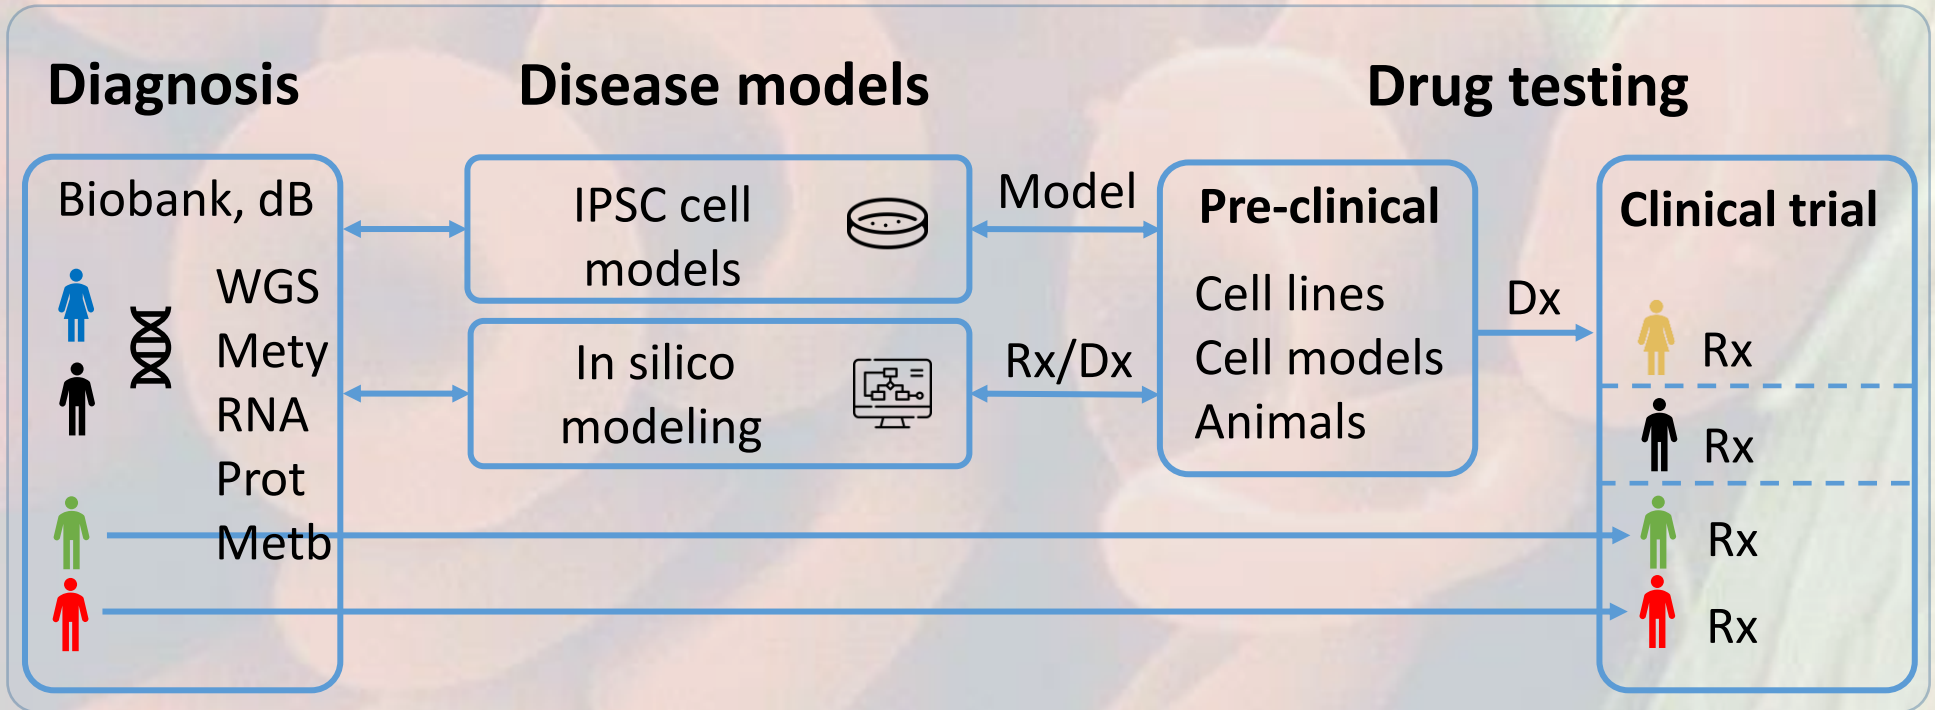 Diagnosis
Disease models
Drug testing
Biobank, dB
WGS
Mety
RNA
Prot
Metb
IPSC cell
models
In silico
modeling
Model
Rx/Dx
Pre-clinical
Cell lines
Cell models
Animals
Dx
Clinical trial
Rx
Rx
Rx
Rx